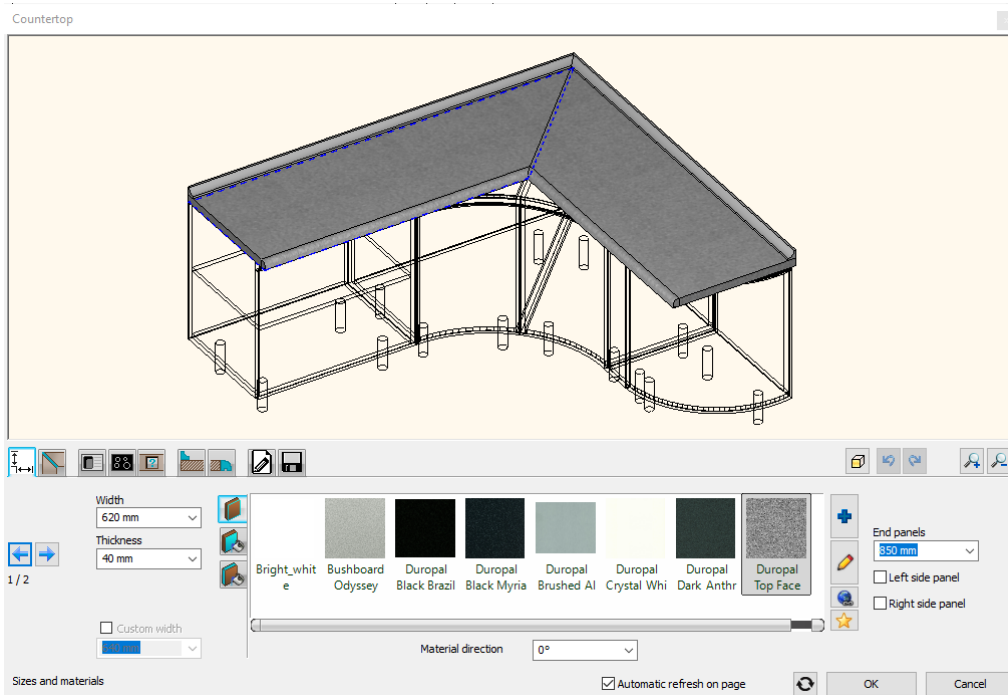 Countertop
Width
620 mm
Thickness
40 mm
1 / 2
Custom width
Bright_whit
e
Bushboard
Odyssey
Duropal
Black Brazil
Duropal
Black Myria
Duropal
Brushed Al
Duropal
Crystal Whi
Duropal
Dark Anthr
Duropal
Top Face
Material direction
0°
End panels
850 mm
Left side panel
Right side panel
Sizes and materials
Automatic refresh on page
OK
Cancel